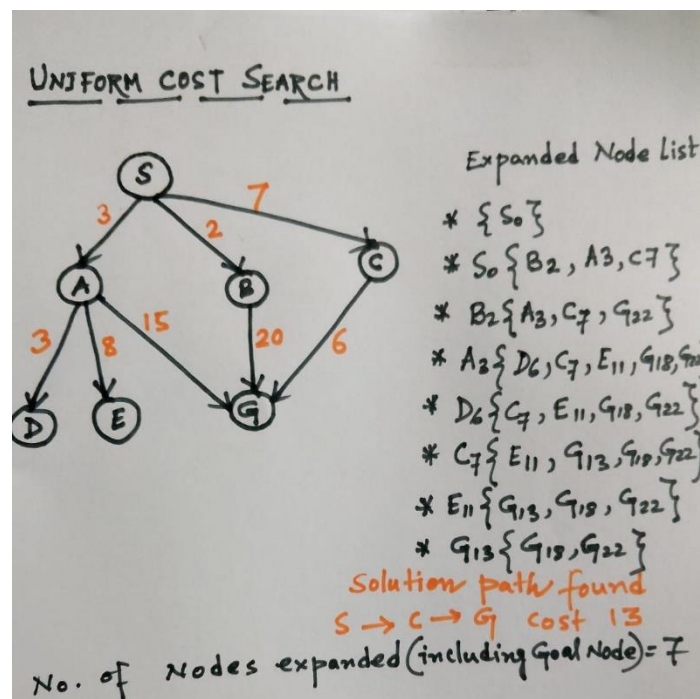 UNIFORM COST SEARCH
S
3
2
7
A
B
C
3
8
15
20
6
D
E
G
Expanded Node List
* {S0}
* S0{B2, A3, C7}
* B2{A3, C7, G22}
* A3{D6, C7, E11, G18, G22
* D6{C7, E11, G18, G22}
* C7{E11, G13, G18, G22}
* E11{G13, G18, G22}
* G13{G18, G22}
Solution path found
S → C → G cost 13
No. of Nodes expanded (including Goal Node) = 7